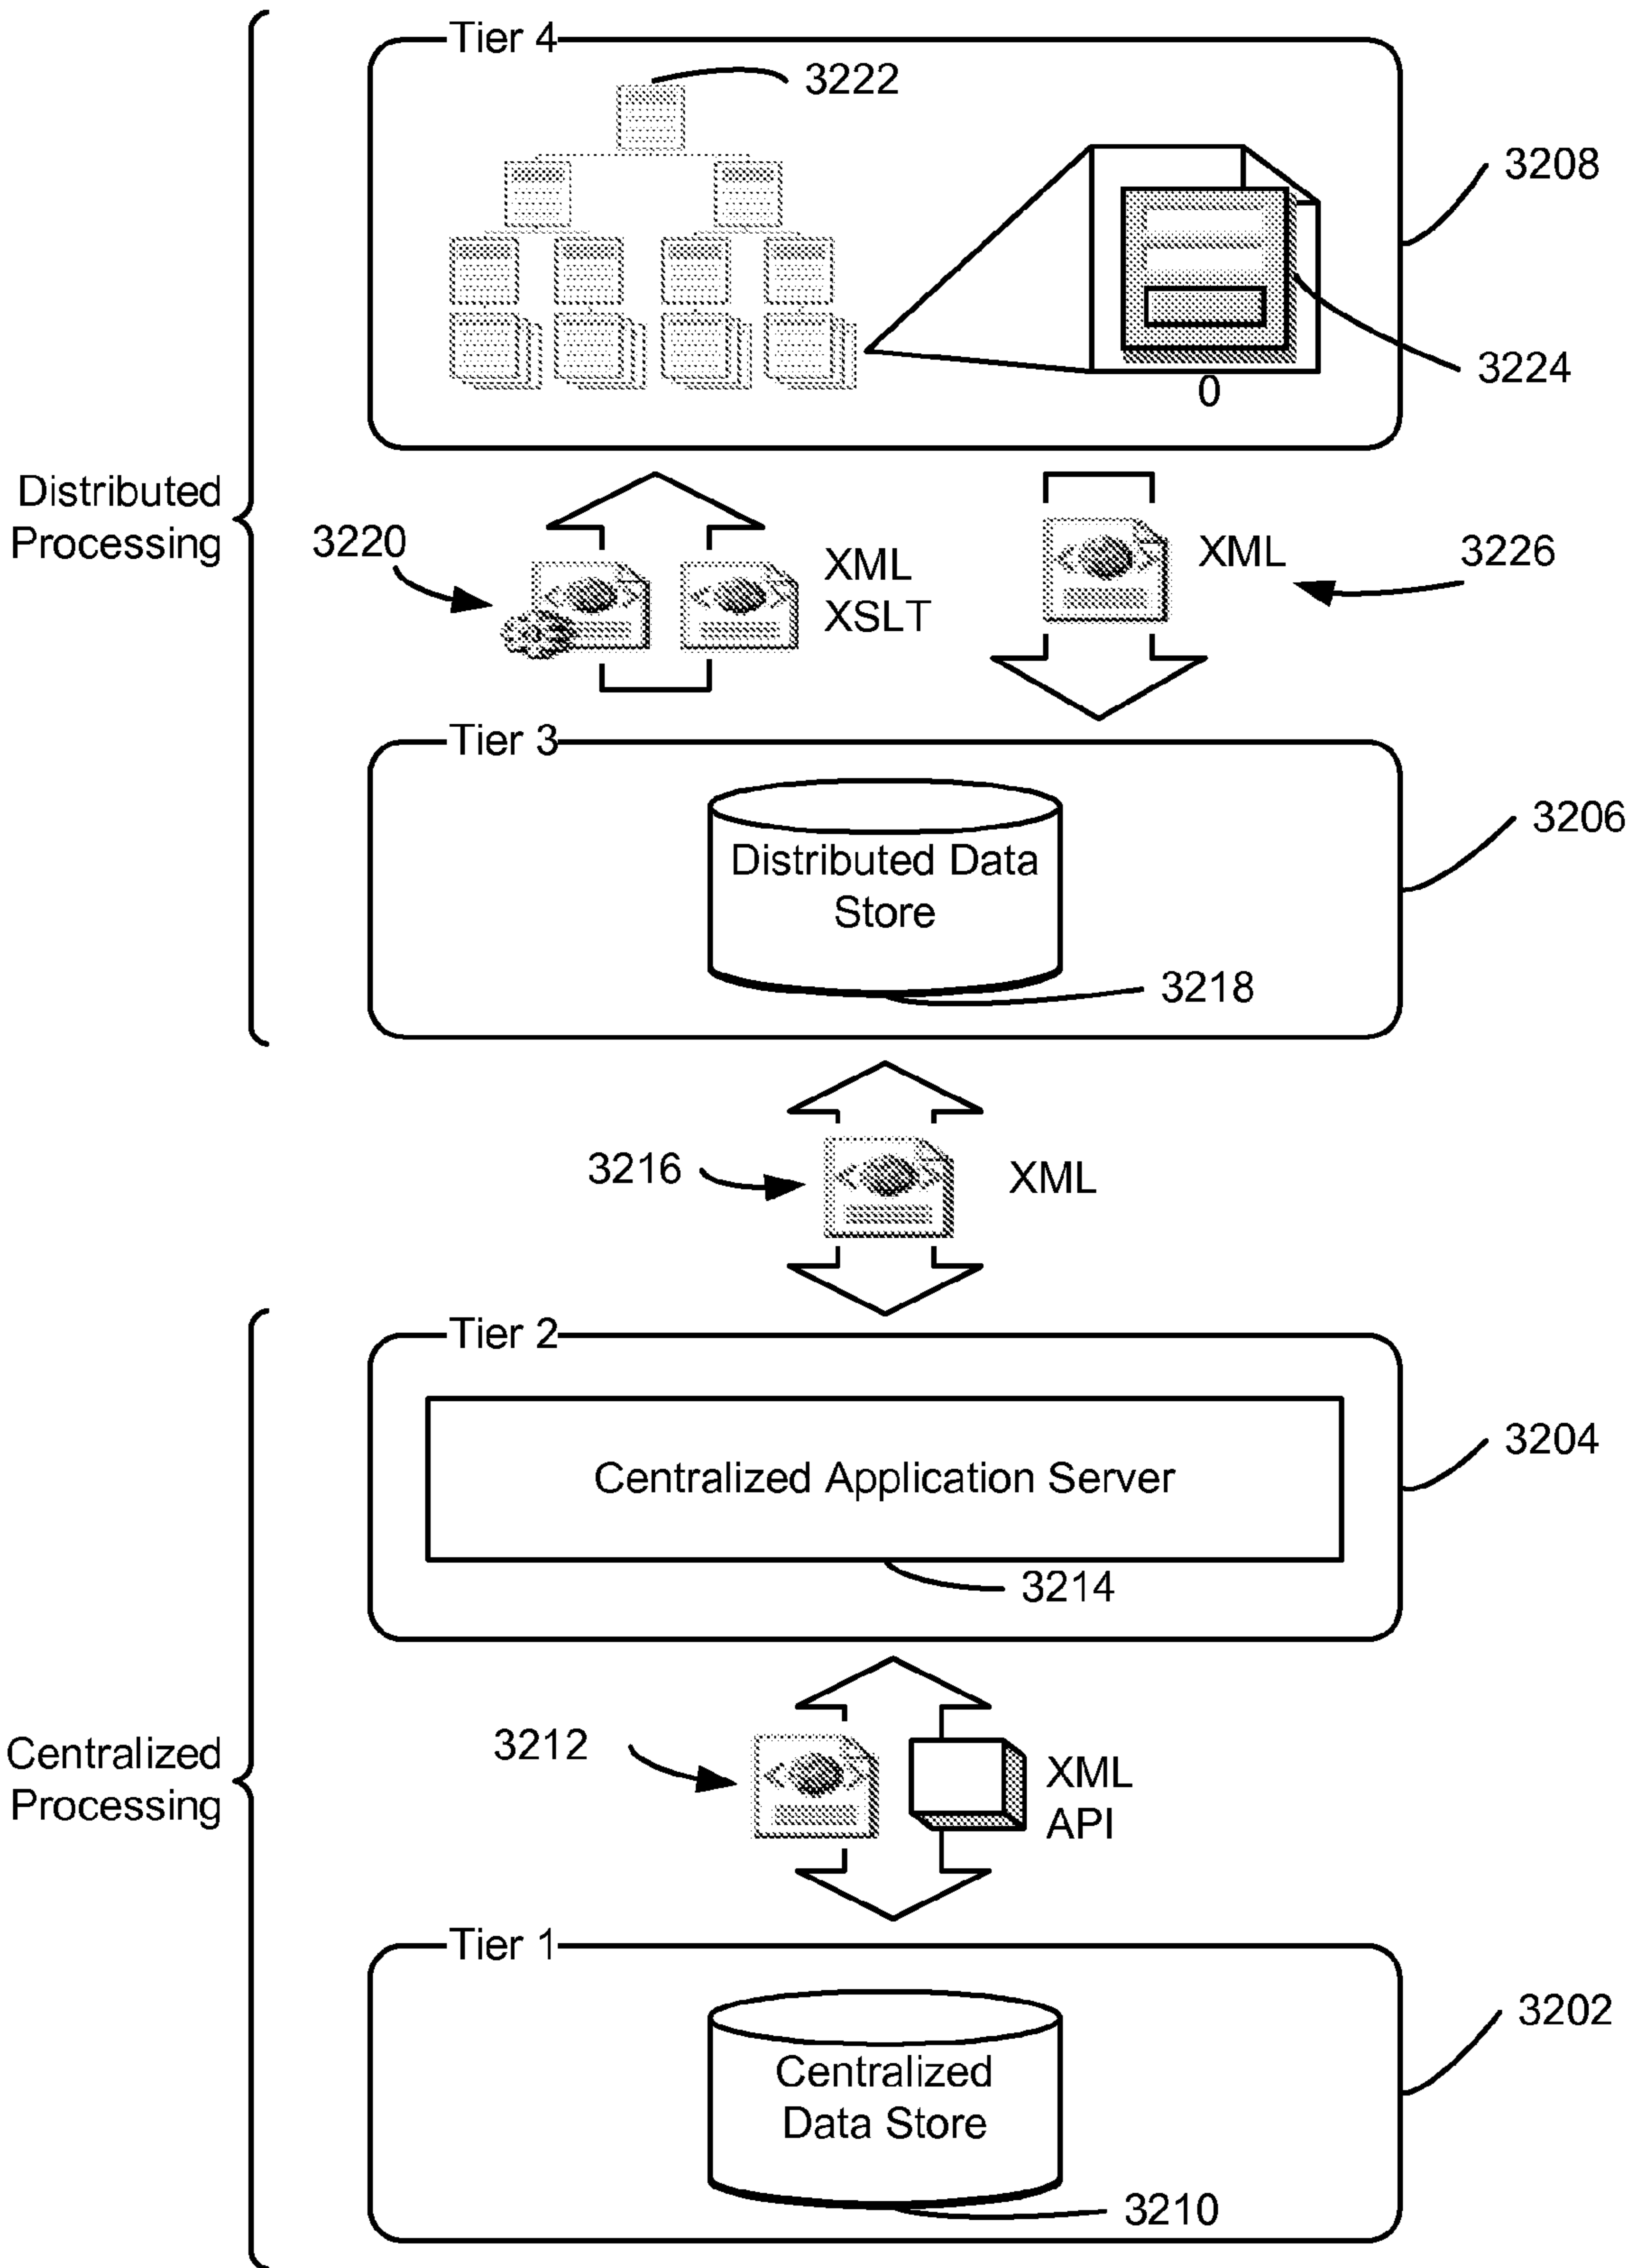 Tier 4
3222
3208
3224
0
Distributed
Processing
3220
XML
XSLT
XML
3226
Tier 3
3206
Distributed Data
Store
3218
3216
XML
Tier 2
3204
Centralized Application Server
3214
Centralized
Processing
3212
XML
API
Tier 1
3202
Centralized
Data Store
3210